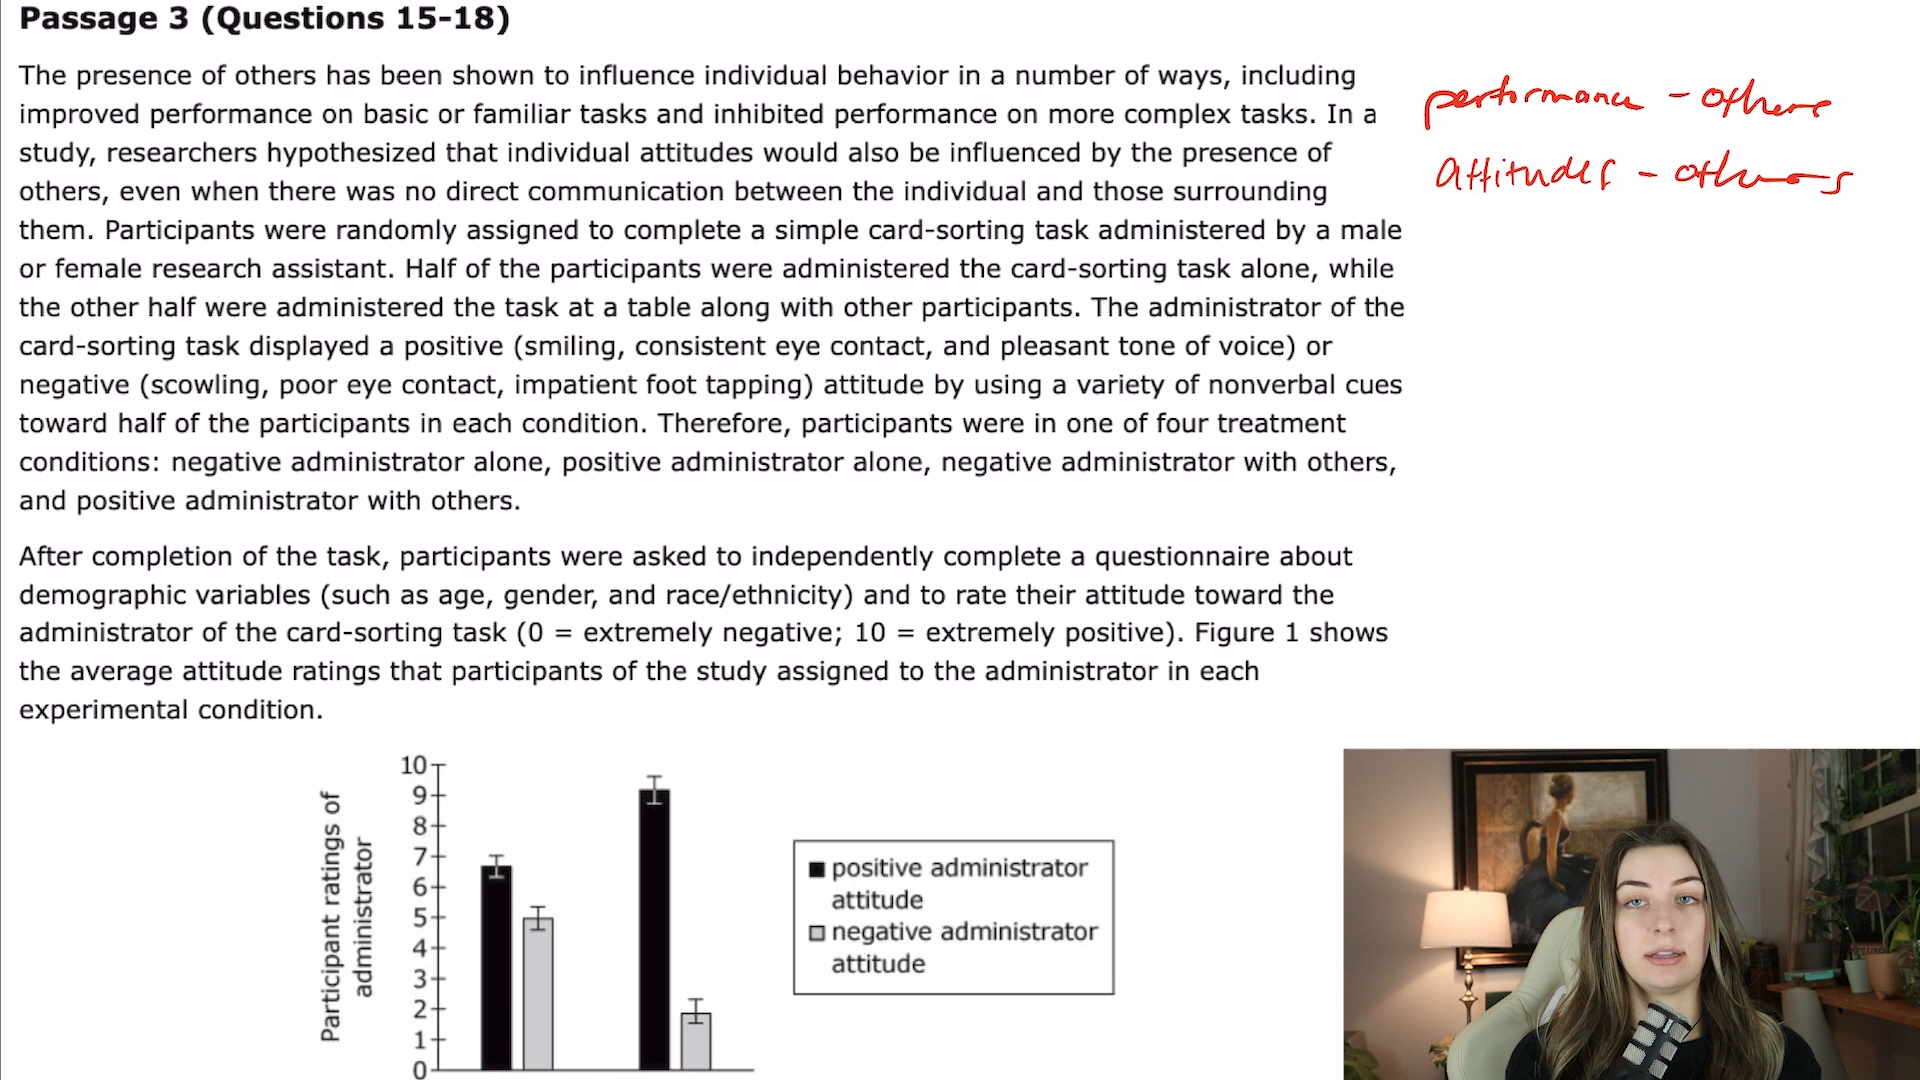 Passage 3 (Questions 15-18)
The presence of others has been shown to influence individual behavior in a number of ways, including
improved performance on basic or familiar tasks and inhibited performance on more complex tasks. In a
study, researchers hypothesized that individual attitudes would also be influenced by the presence of
others, even when there was no direct communication between the individual and those surrounding
them. Participants were randomly assigned to complete a simple card-sorting task administered by a male
or female research assistant. Half of the participants were administered the card-sorting task alone, while
the other half were administered the task at a table along with other participants. The administrator of the
card-sorting task displayed a positive (smiling, consistent eye contact, and pleasant tone of voice) or
negative (scowling, poor eye contact, impatient foot tapping) attitude by using a variety of nonverbal cues
toward half of the participants in each condition. Therefore, participants were in one of four treatment
conditions: negative administrator alone, positive administrator alone, negative administrator with others,
and positive administrator with others.
After completion of the task, participants were asked to independently complete a questionnaire about
demographic variables (such as age, gender, and race/ethnicity) and to rate their attitude toward the
administrator of the card-sorting task (0 = extremely negative; 10 = extremely positive). Figure 1 shows
the average attitude ratings that participants of the study assigned to the administrator in each
experimental condition.
performance - others
Attitudes - others
Participant ratings of
administrator
10
9
8
7
6
5
4
3
2
1
0
positive administrator
attitude
negative administrator
attitude